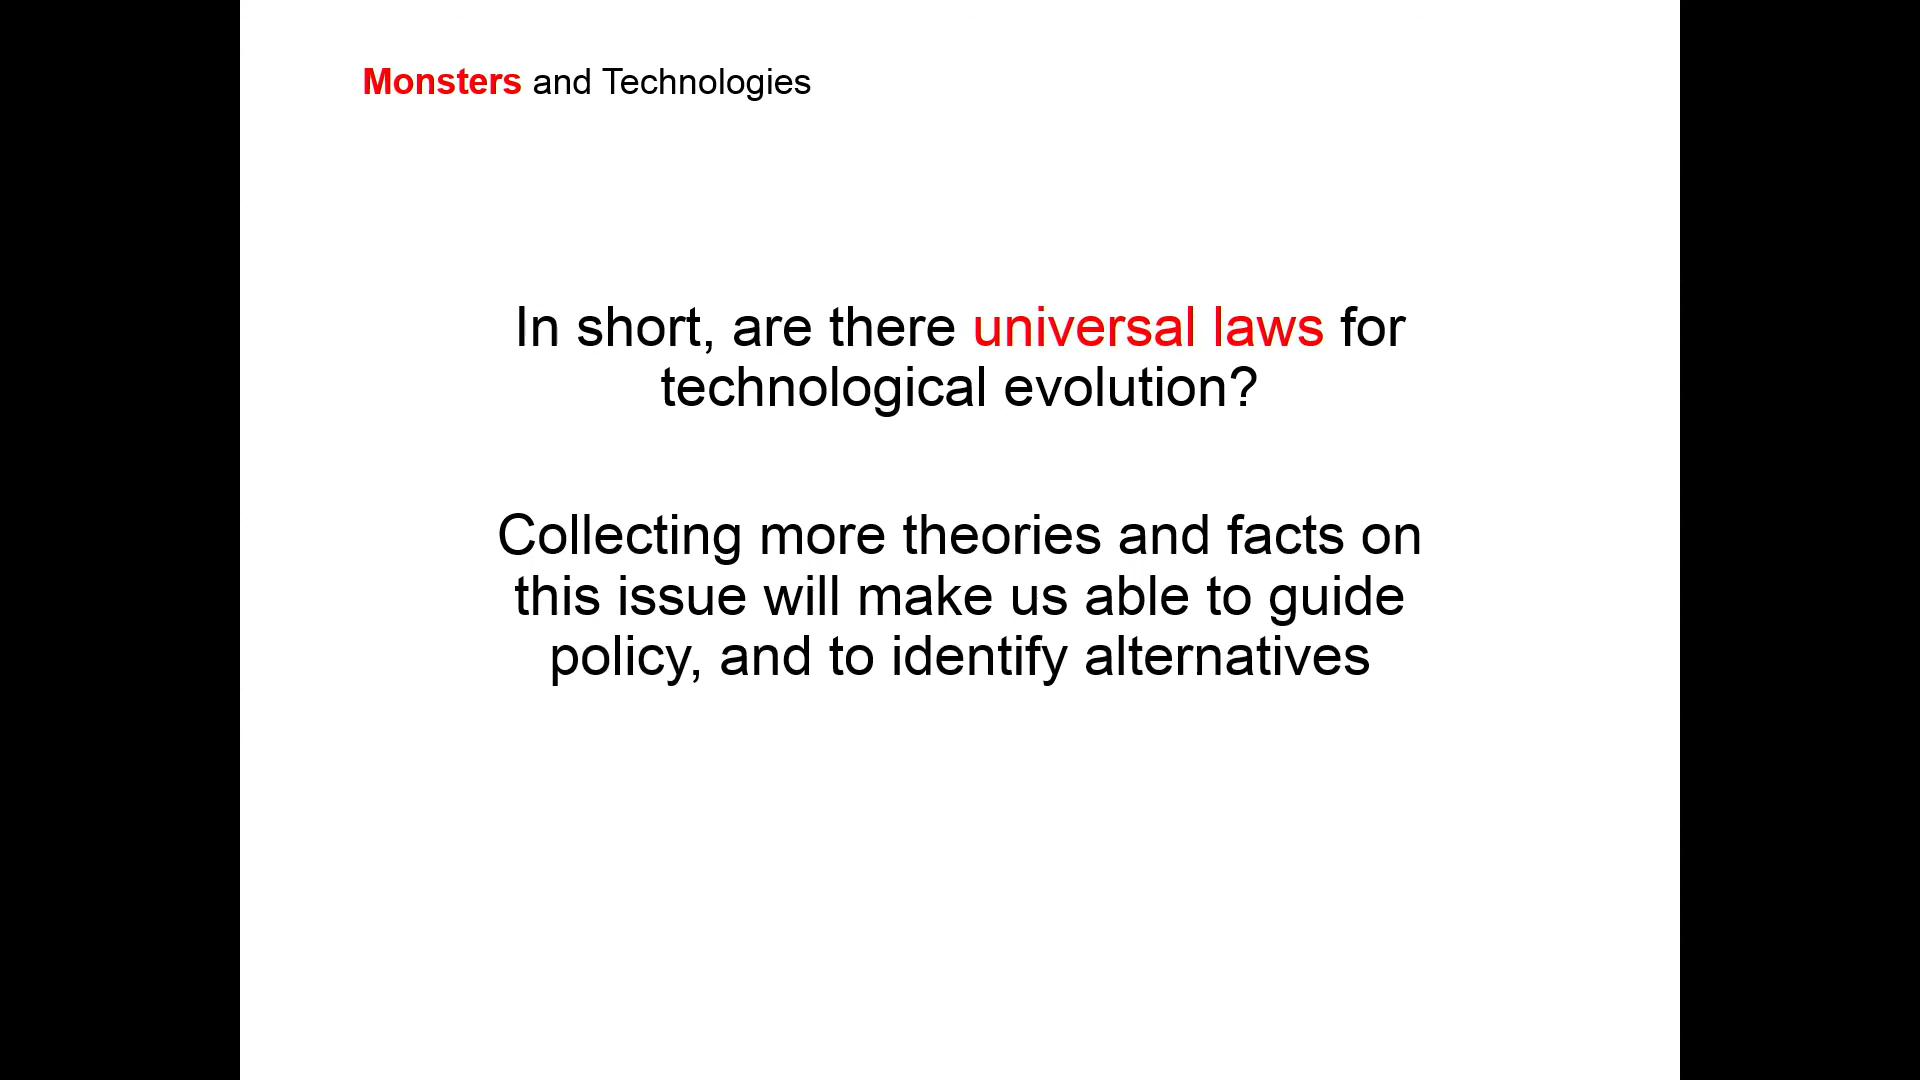 Monsters and Technologies
In short, are there universal laws for
technological evolution?
Collecting more theories and facts on
this issue will make us able to guide
policy, and to identify alternatives